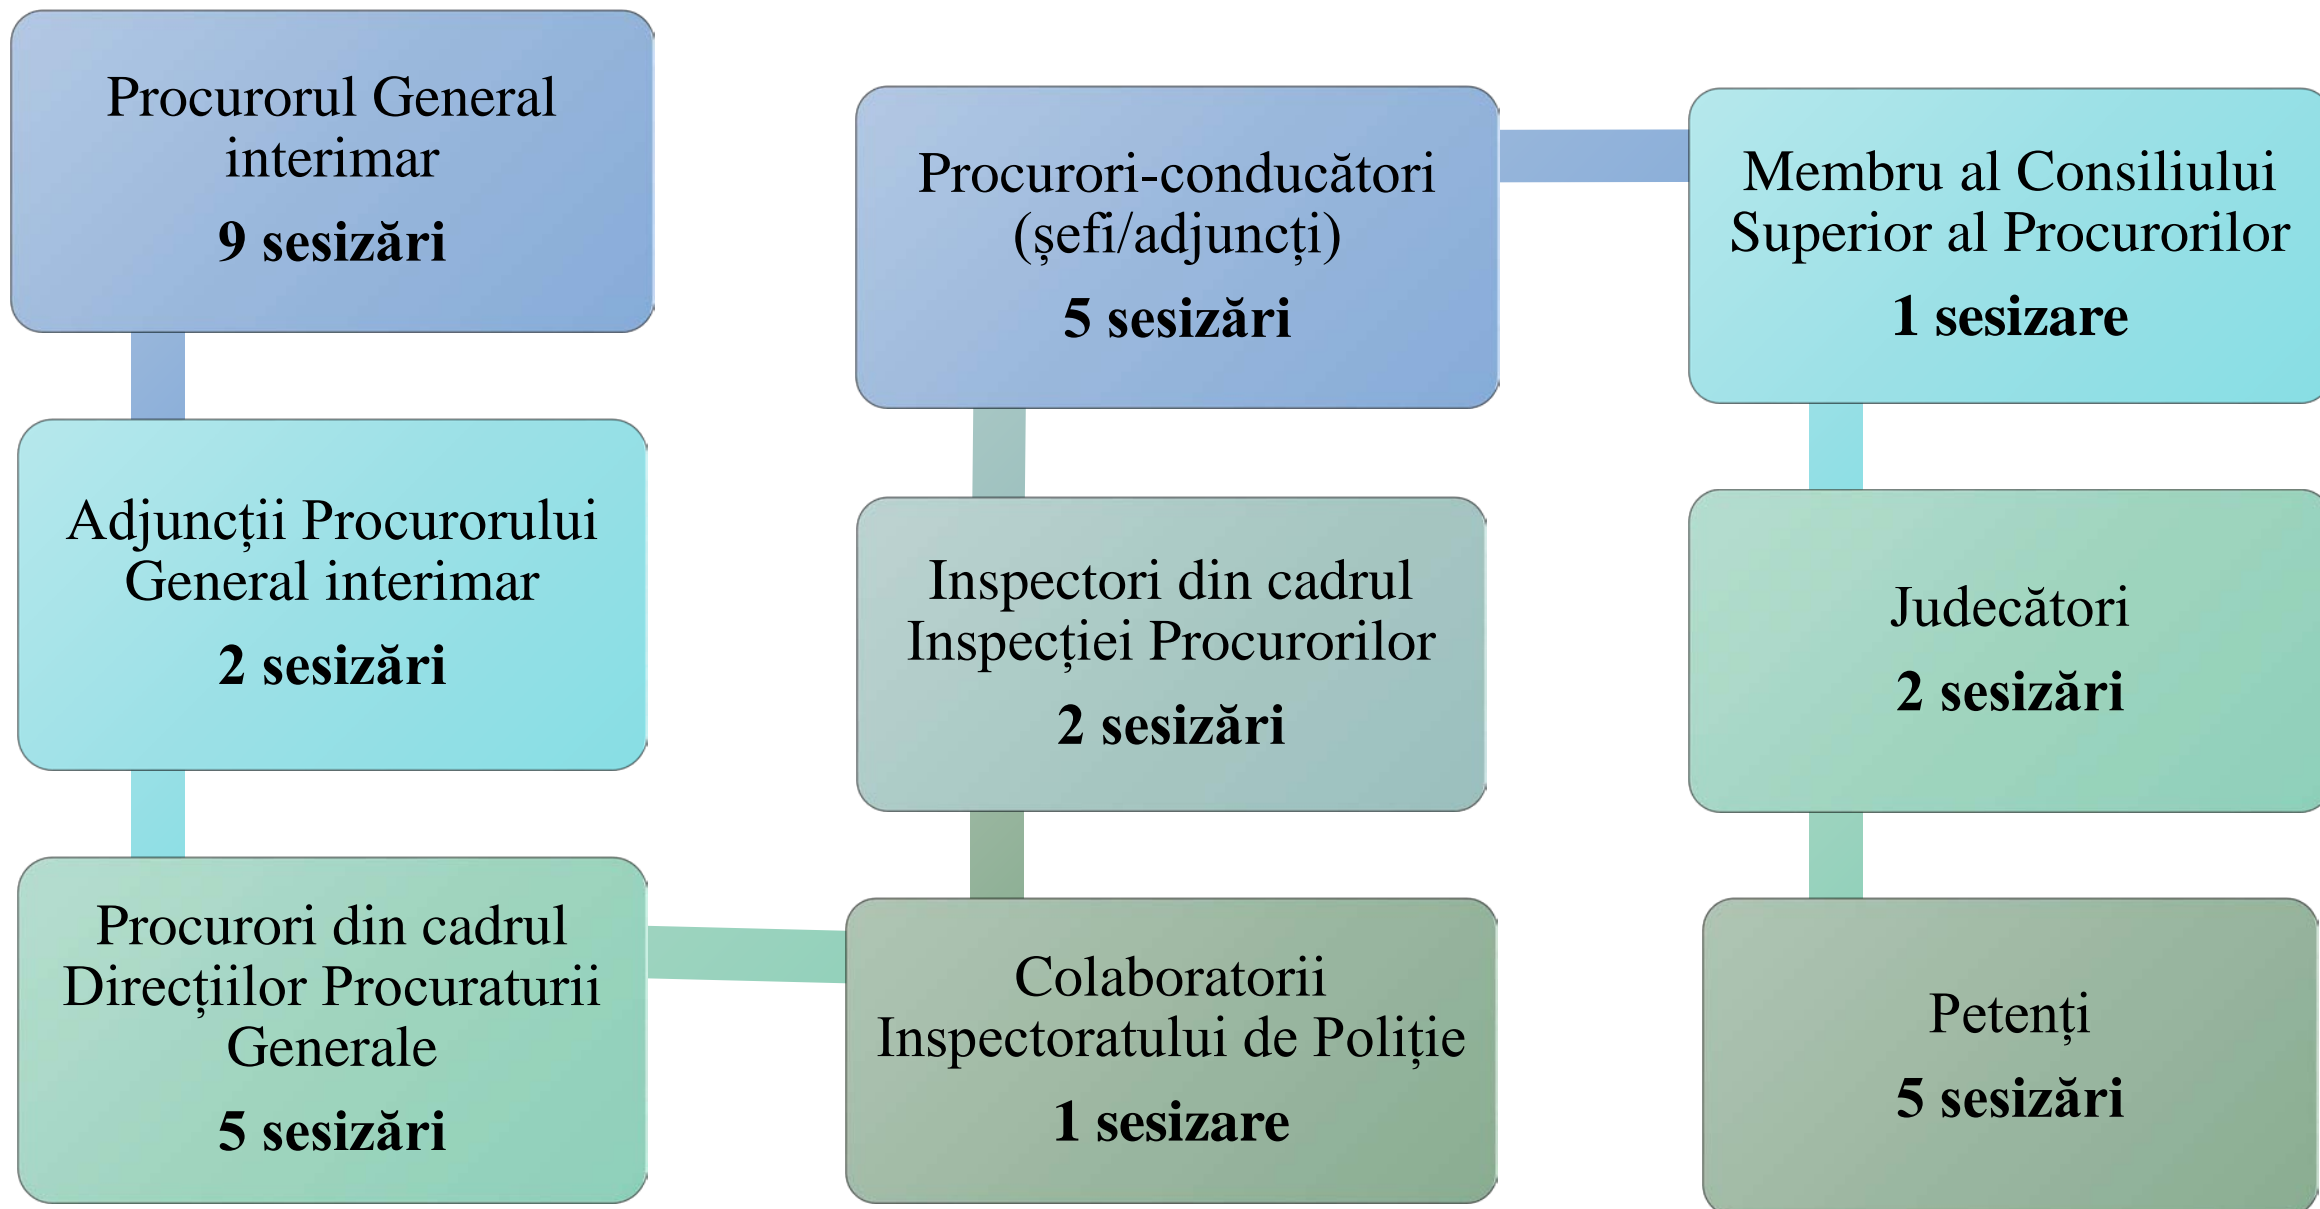 Procurorul General
interimar
9 sesizări
Adjuncții Procurorului
General interimar
2 sesizări
Procurori din cadrul
Direcțiilor Procuraturii
Generale
5 sesizări
Colaboratorii
Inspectoratului de Poliție
1 sesizare
Inspectori din cadrul
Inspecției Procurorilor
2 sesizări
Procurori-conducători
(șefi/adjuncți)
5 sesizări
Membru al Consiliului
Superior al Procurorilor
1 sesizare
Judecători
2 sesizări
Petenți
5 sesizări